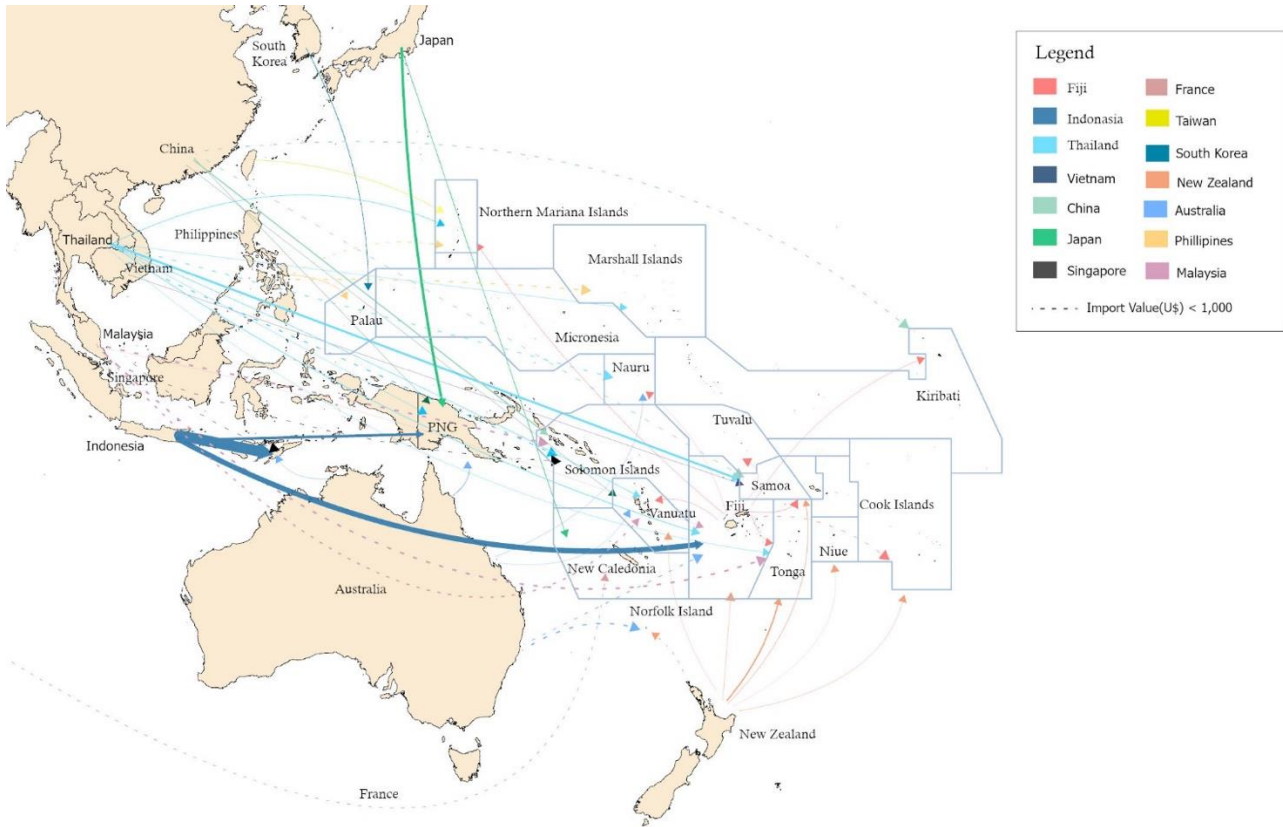 Japan
South
Korea
China
Northern Mariana Islands
Philippines
Thailand
Vietnam
Marshall Islands
Palau
Micronesia
Malaysia
Nauru
Singapore
Kiribati
Tuvalu
PNG
Indonesia
Solomon Islands
Samoa
Fiji
Cook Islands
Vanuatu
Niue
New Caledonia
Tonga
Australia
Norfolk Island
New Zealand
France
Legend
Fiji
Indonasia
Thailand
Vietnam
China
Japan
Singapore
France
Taiwan
South Korea
New Zealand
Australia
Phillipines
Malaysia
Import Value(U$) < 1,000